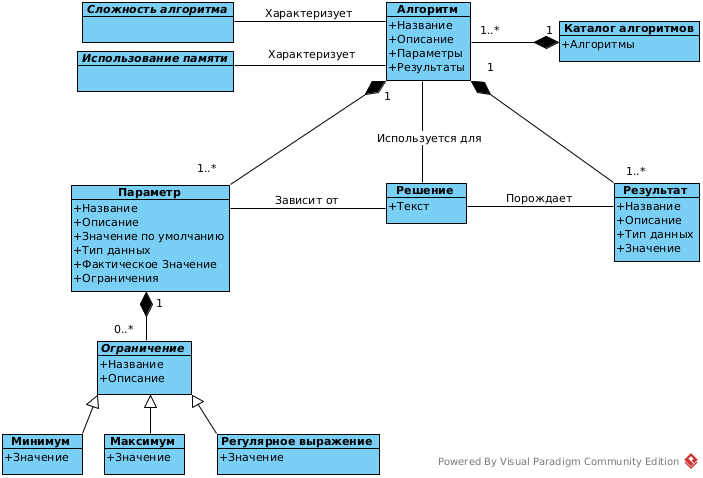 Сложность алгоритма
Характеризует
Использование памяти
Характеризует
Алгоритм
+Название
+Описание
+Параметры
+Результаты
1..*
1
Каталог алгоритмов
+Алгоритмы
1
1
Используется для
1..*
1..*
Параметр
+Название
+Описание
+Значение по умолчанию
+Тип данных
+Фактическое Значение
+Ограничения
Зависит от
Решение
+Текст
Порождает
Результат
+Название
+Описание
+Тип данных
+Значение
1
0..*
Ограничение
+Название
+Описание
Минимум
+Значение
Максимум
+Значение
Регулярное выражение
+Значение
Powered By Visual Paradigm Community Edition